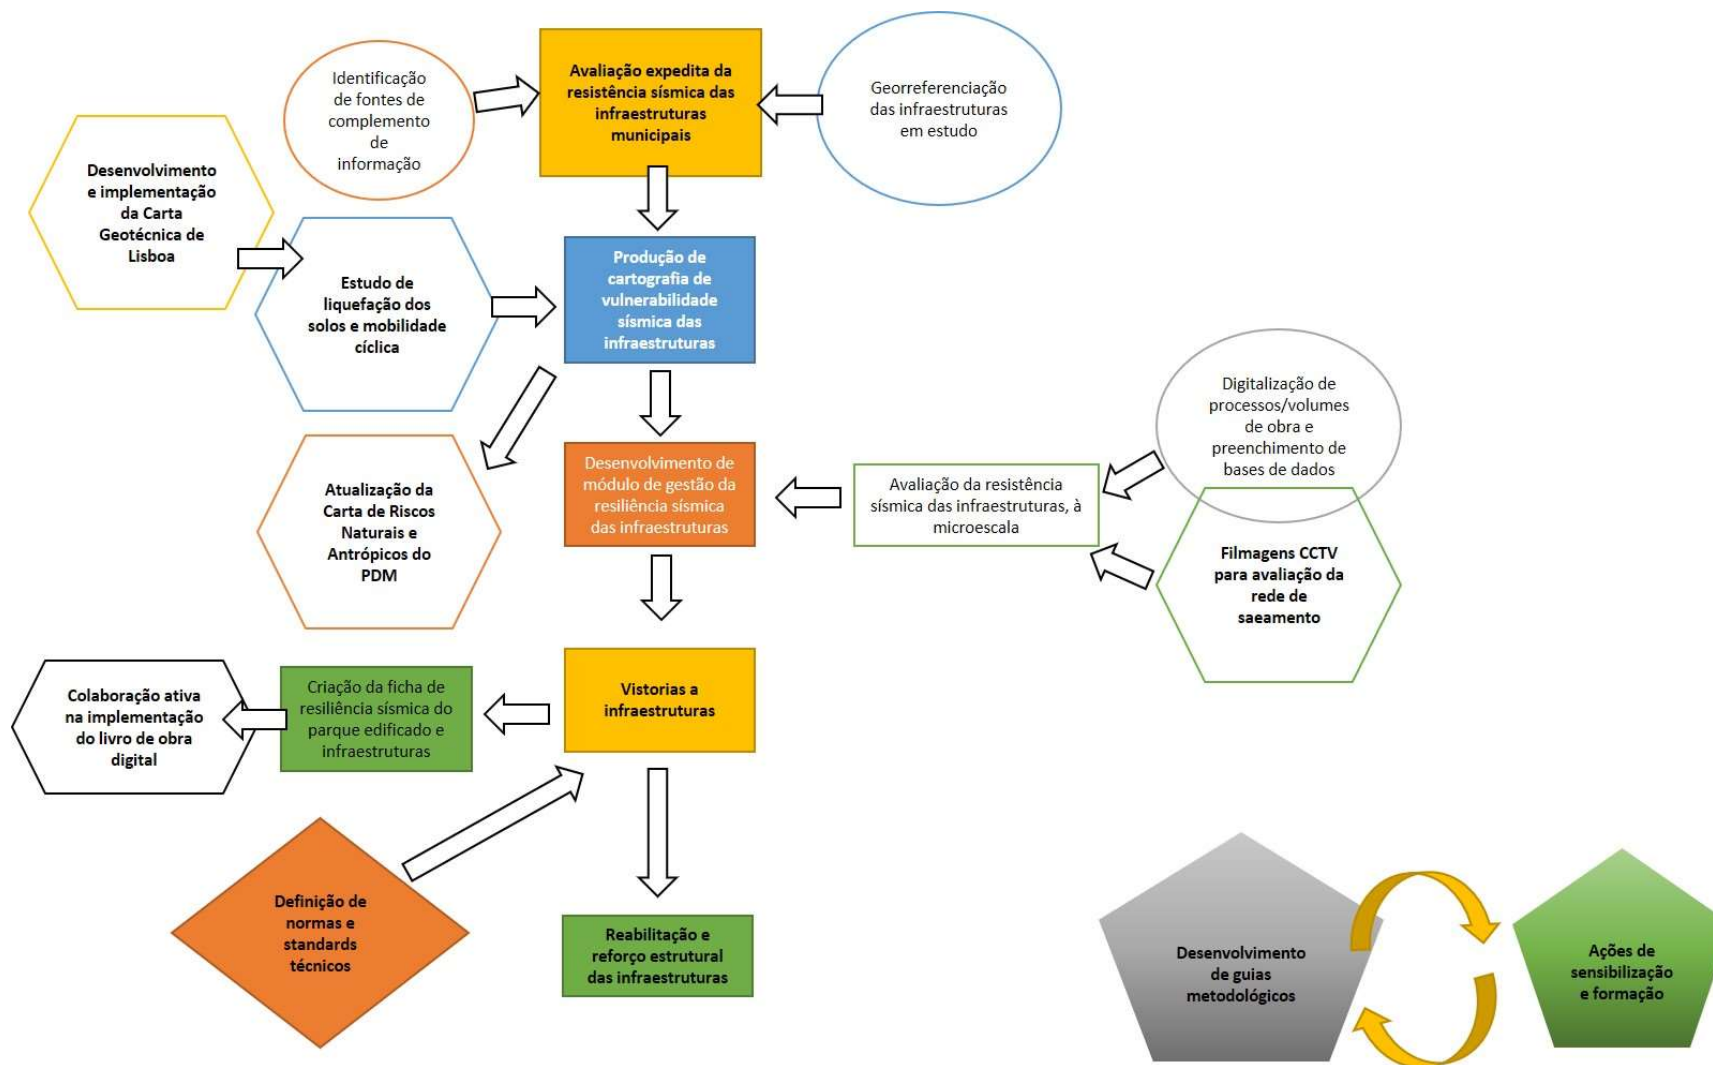 Identificação
de fontes de
complemento
de
informação
Avaliação expedita da
resistência sísmica das
infraestruturas
municipais
Georreferenciação
das infraestruturas
em estudo
Desenvolvimento
e implementação
da Carta
Geotécnica de
Lisboa
Estudo de
liquefação dos
solos e mobilidade
cíclica
Produção de
cartografia de
vulnerabilidade
sísmica das
infraestruturas
Digitalização de
processos/volumes
de obra e
preenchimento de
bases de dados
Atualização da
Carta de Riscos
Naturais e
Antrópicos do
PDM
Desenvolvimento de
módulo de gestão da
resiliência sísmica
das infraestruturas
Avaliação da resistência
sísmica das infraestruturas, à
microescala
Filmagens CCTV
para avaliação da
rede de
saeamento
Colaboração ativa
na implementação
do livro de obra
digital
Criação da ficha de
resiliência sísmica do
parque edificado e
infraestruturas
Vistorias a
infraestruturas
Definição de
normas e
standards
técnicos
Reabilitação e
reforço estrutural
das infraestruturas
Desenvolvimento
de guias
metodológicos
Ações de
sensibilização
e formação